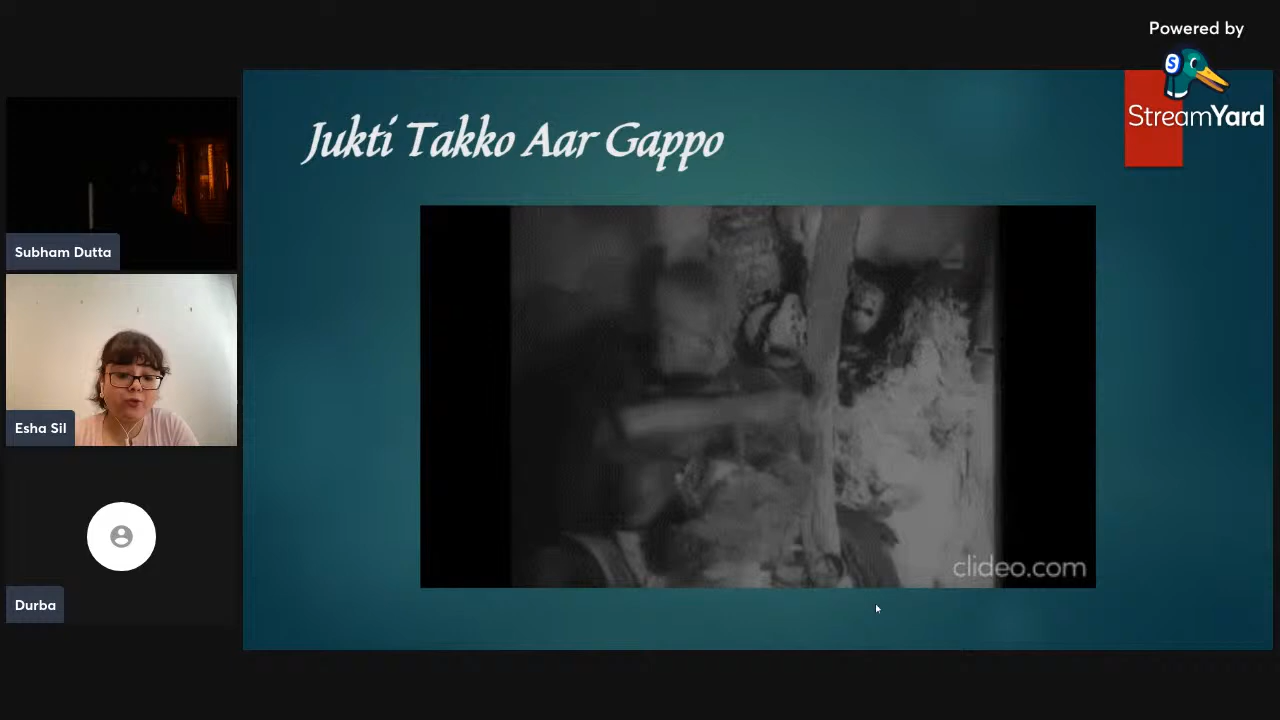 Powered by
StreamYard
Jukti Takko Aar Gappo
Subham Dutta
Esha Sil
Durba
clideo.com